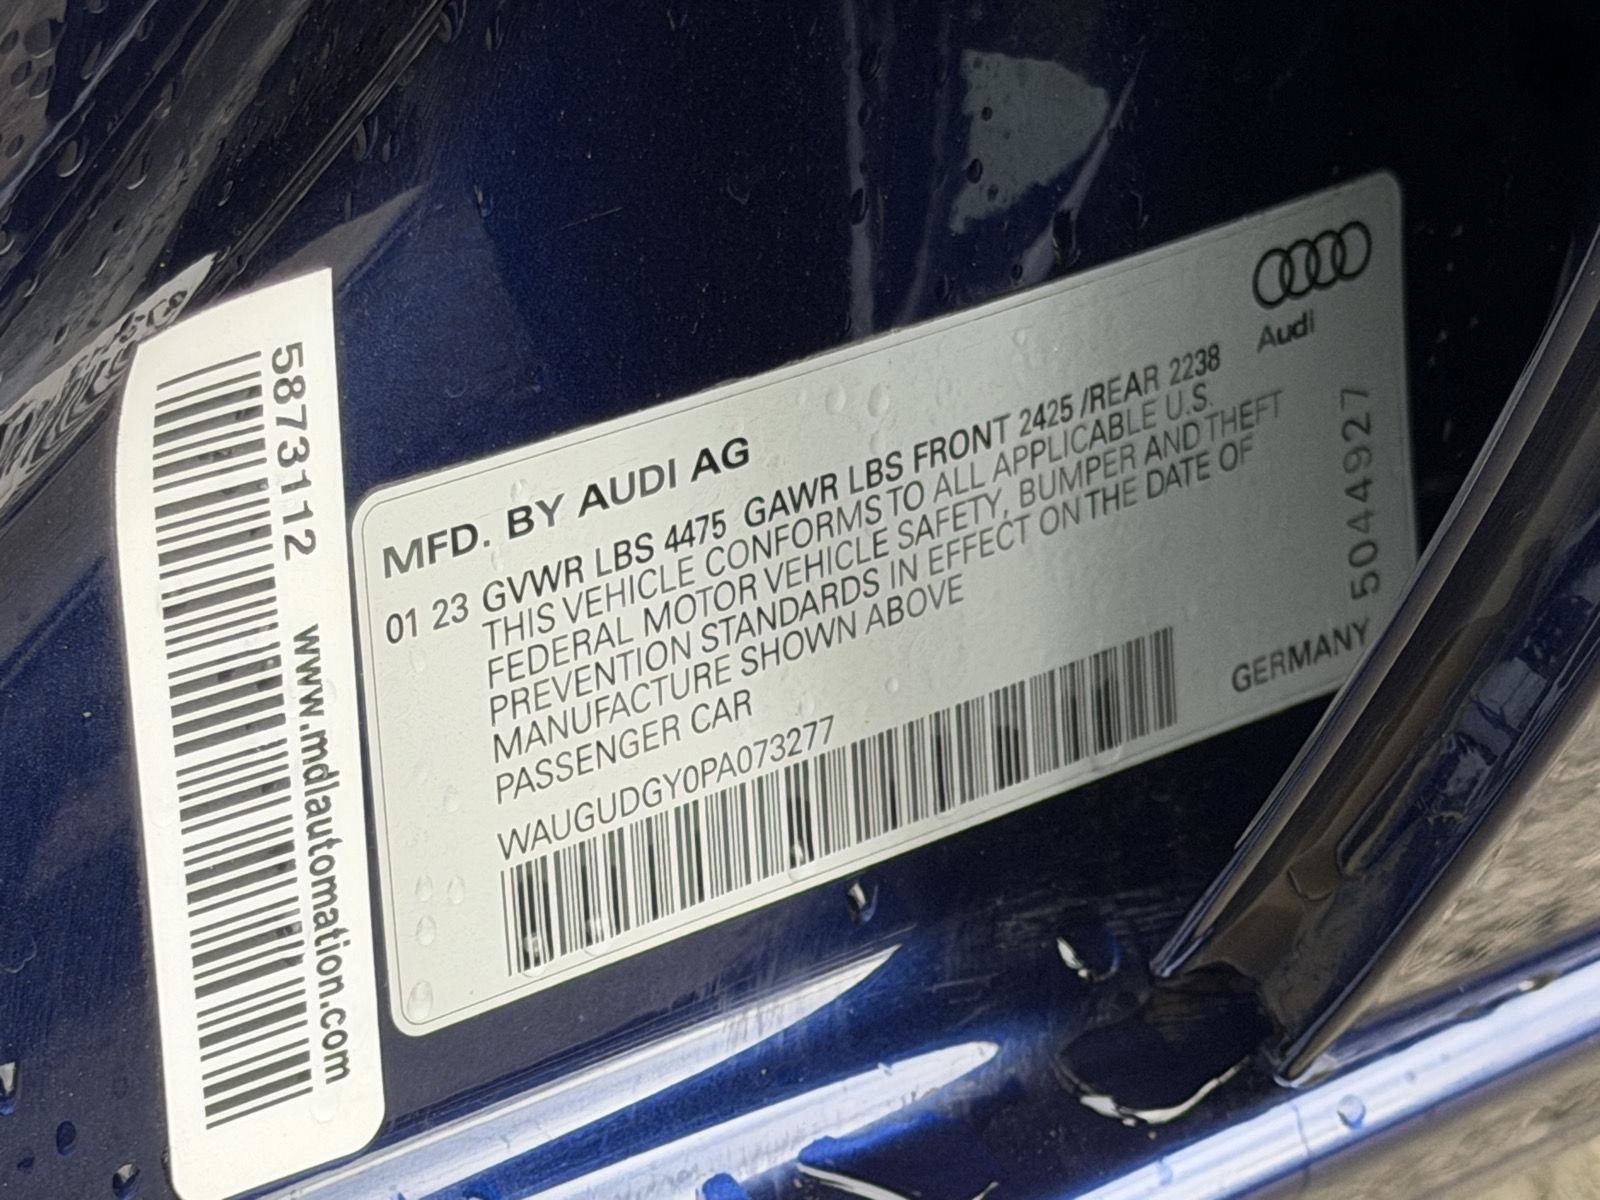 5873112 www.mdlautomation.com
Audi
MFD. BY AUDI AG
01 23 GVWR LBS 4475 GAWR LBS FRONT 2425 /REAR 2238
THIS VEHICLE CONFORMS TO ALL APPLICABLE U.S.
FEDERAL MOTOR VEHICLE SAFETY, BUMPER AND THEFT
PREVENTION STANDARDS IN EFFECT ON THE DATE OF
MANUFACTURE SHOWN ABOVE
PASSENGER CAR
WAUGUDGY0PA073277
GERMANY
5044927